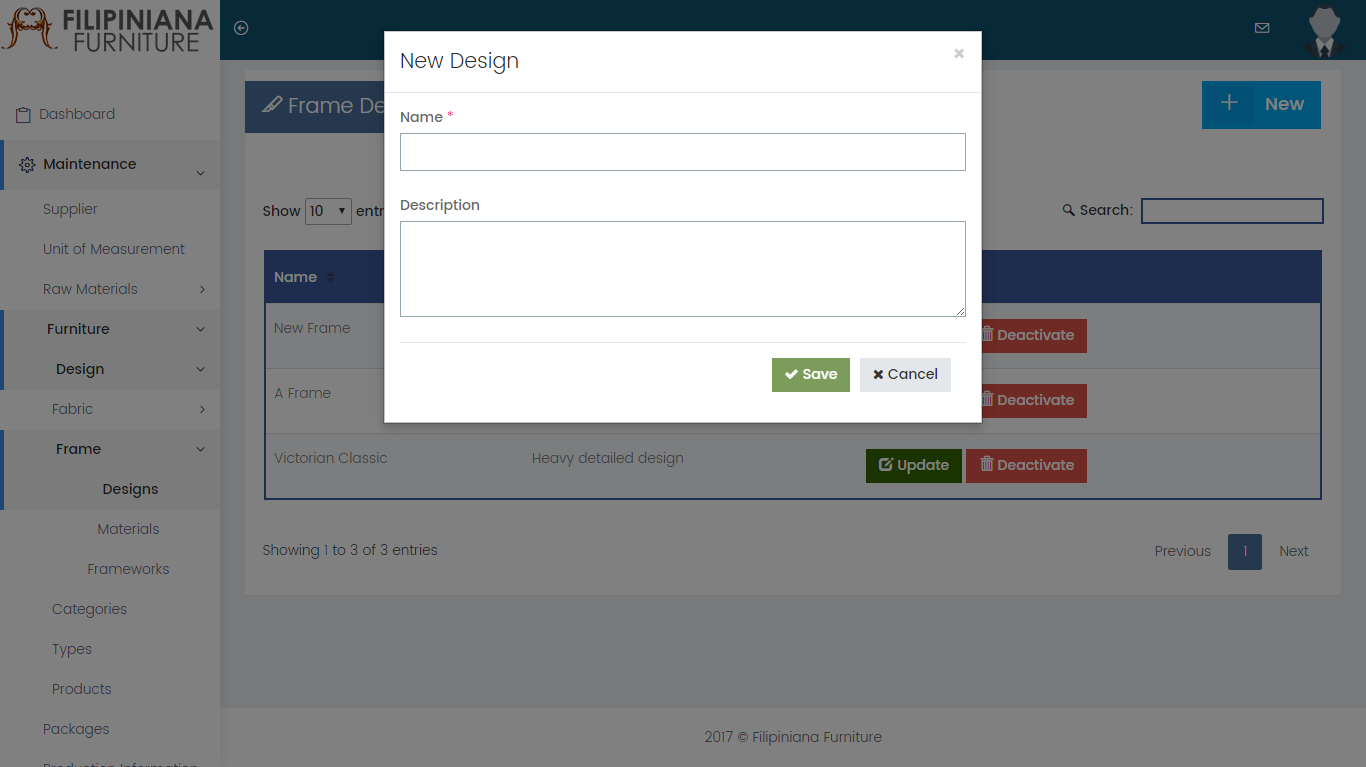 FILIPINIANA
FURNITURE
Dashboard
Maintenance
Supplier
Unit of Measurement
Raw Materials
Furniture
Design
Fabric
Frame
Designs
Materials
Frameworks
Categories
Types
Products
Packages
Production Information
Frame De
New
New Design
×
Name *
Description
Save
Cancel
Show 10 entr
Search:
Name
New Frame
Deactivate
A Frame
Deactivate
Victorian Classic
Heavy detailed design
Update
Deactivate
Showing 1 to 3 of 3 entries
Previous 1 Next
2017 © Filipiniana Furniture